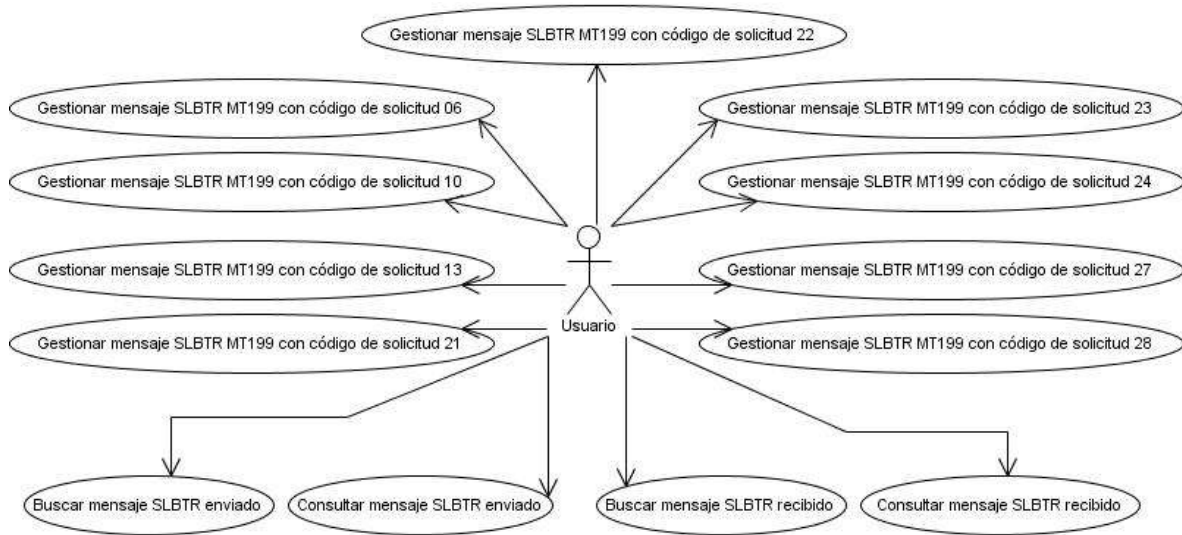 Gestionar mensaje SLBTR MT199 con código de solicitud 22
Gestionar mensaje SLBTR MT199 con código de solicitud 06
Gestionar mensaje SLBTR MT199 con código de solicitud 23
Gestionar mensaje SLBTR MT199 con código de solicitud 10
Gestionar mensaje SLBTR MT199 con código de solicitud 24
Gestionar mensaje SLBTR MT199 con código de solicitud 13
Gestionar mensaje SLBTR MT199 con código de solicitud 27
Usuario
Gestionar mensaje SLBTR MT199 con código de solicitud 21
Gestionar mensaje SLBTR MT199 con código de solicitud 28
Buscar mensaje SLBTR enviado
Consultar mensaje SLBTR enviado
Buscar mensaje SLBTR recibido
Consultar mensaje SLBTR recibido